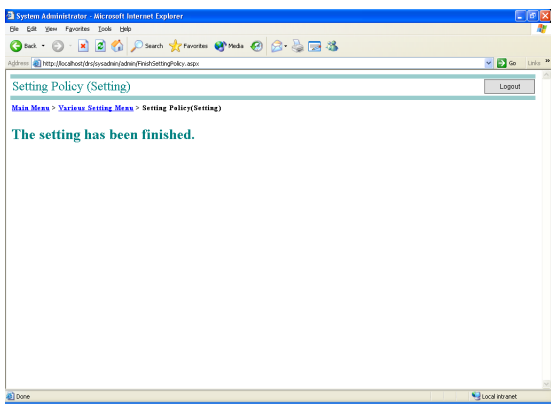 System Administrator - Microsoft Internet Explorer
File Edit View Favorites Tools Help
Back Search Favorites Media
Address http://localhost/drs/sysadmin/admin/FinishSettingPolicy.aspx Go Links »
Setting Policy (Setting) Logout
Main Menu > Various Setting Menu > Setting Policy(Setting)
The setting has been finished.
Done Local intranet